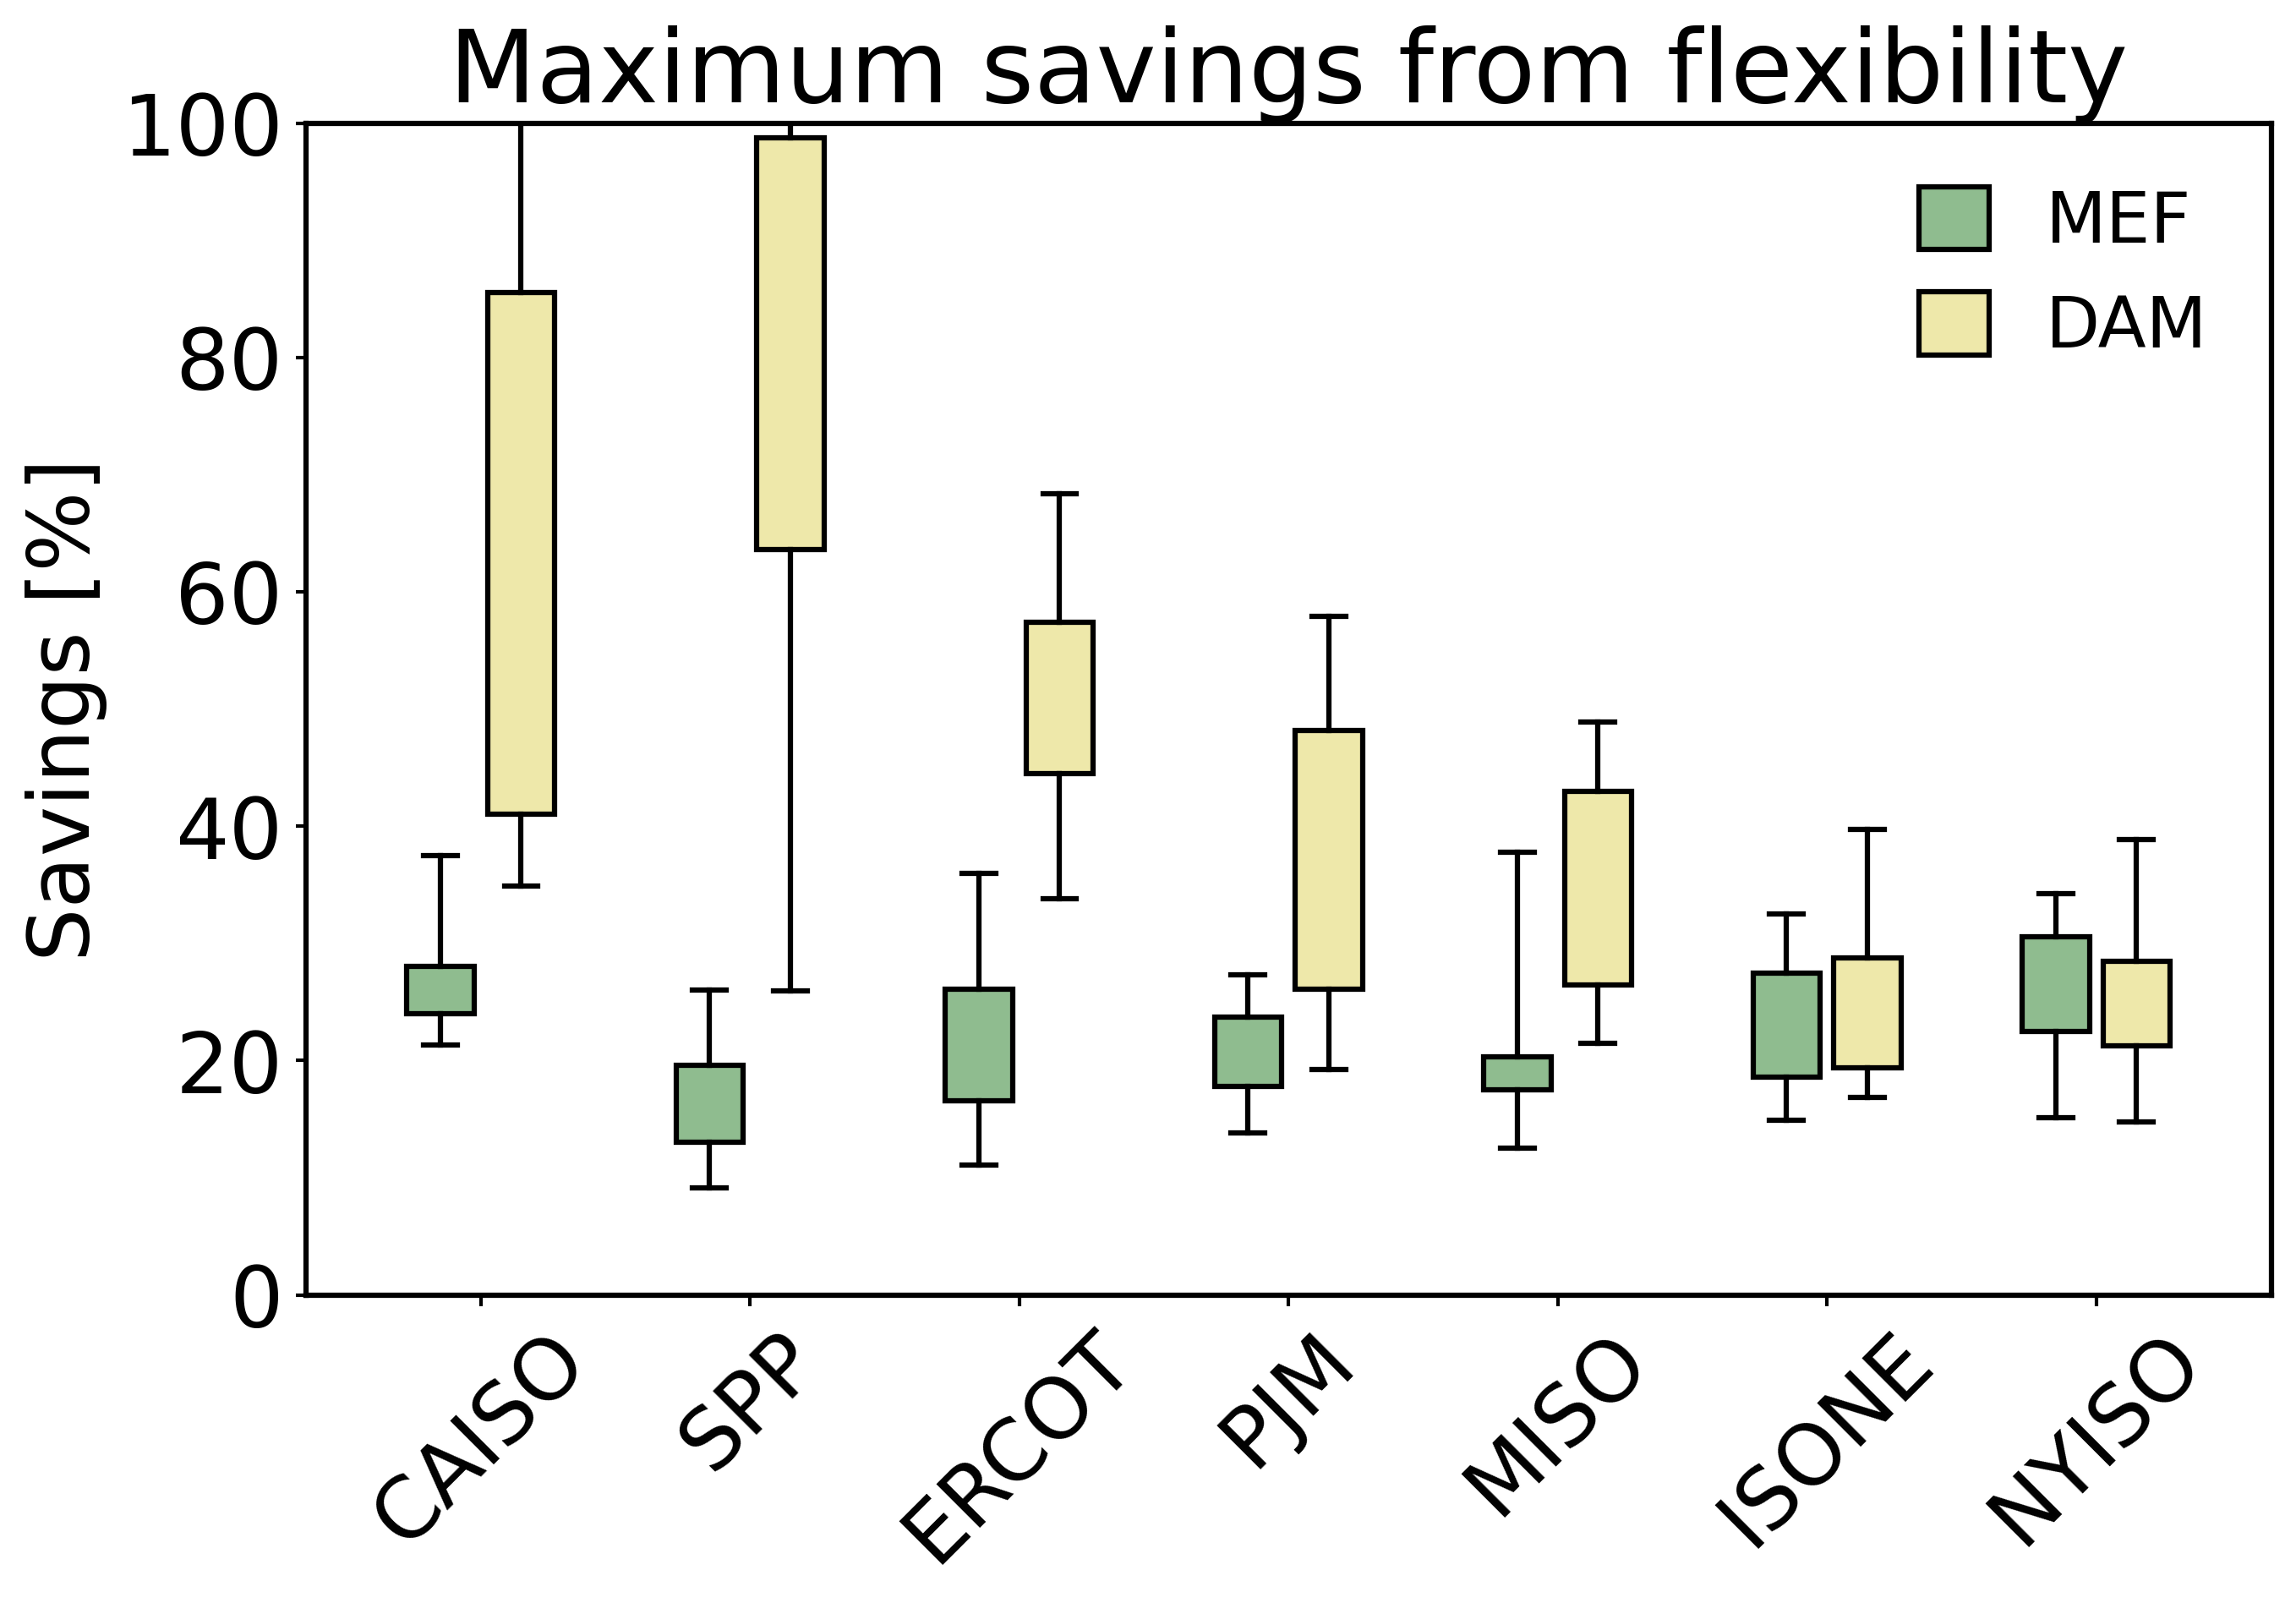 Maximum savings from flexibility
Savings [%]
100
80
60
40
20
0
MEF
DAM
CAISO
SPP
ERCOT
PJM
MISO
ISONE
NYISO